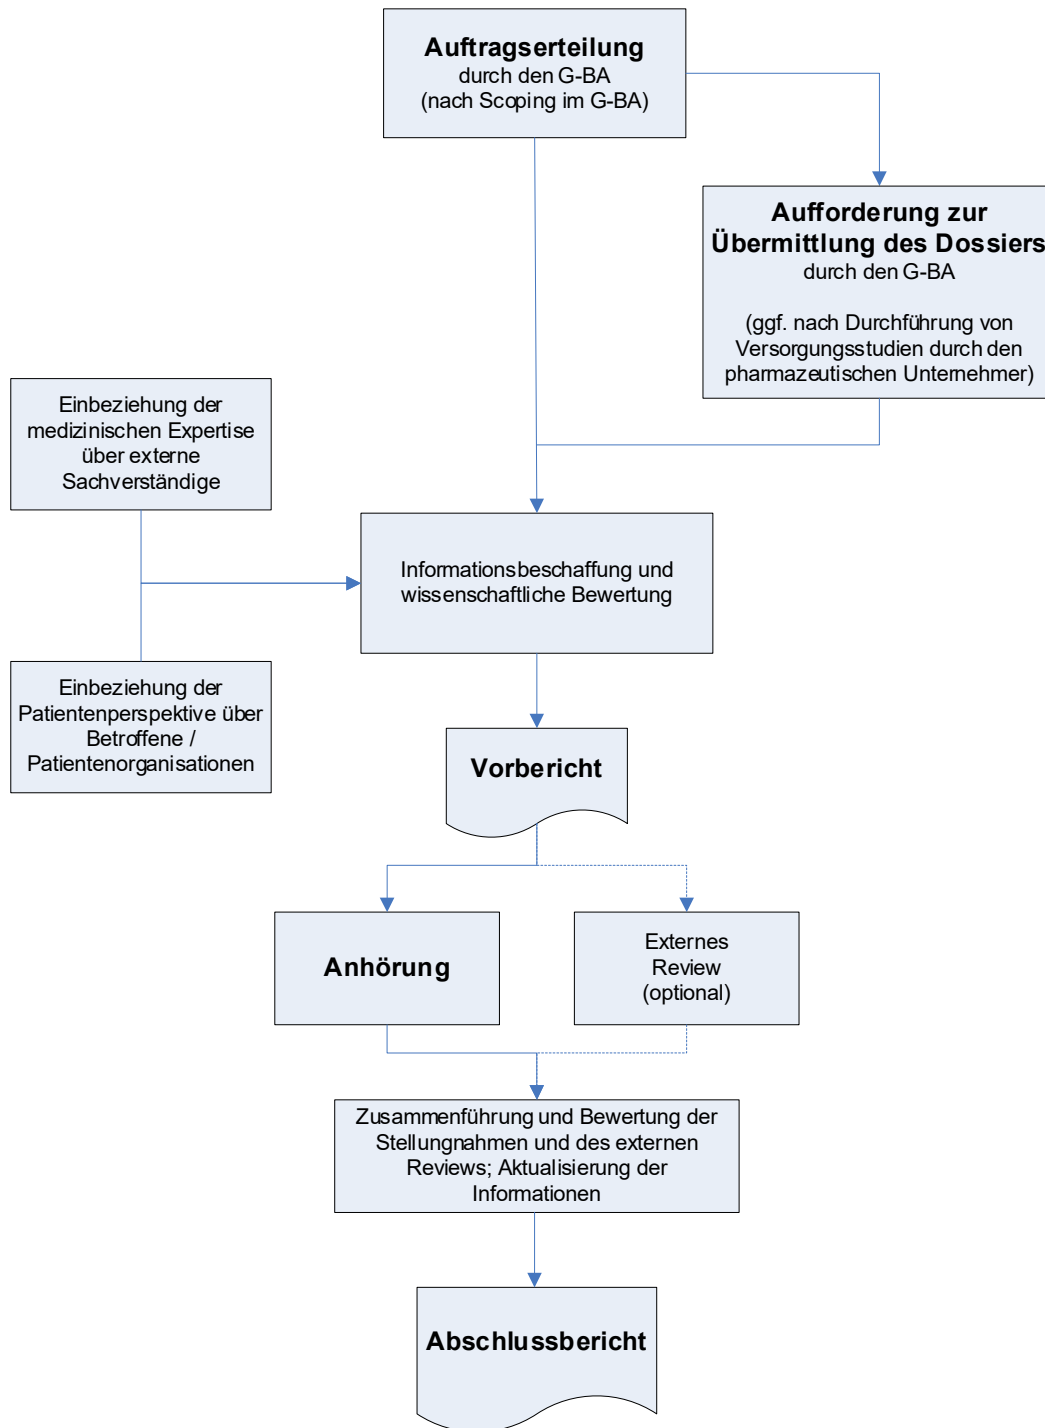 Auftragserteilung
durch den G-BA
(nach Scoping im G-BA)
Aufforderung zur
Übermittlung des Dossiers
durch den G-BA
(ggf. nach Durchführung von
Versorgungsstudien durch den
pharmazeutischen Unternehmer)
Einbeziehung der
medizinischen Expertise
über externe
Sachverständige
Informationsbeschaffung und
wissenschaftliche Bewertung
Einbeziehung der
Patientenperspektive über
Betroffene /
Patientenorganisationen
Vorbericht
Anhörung
Externes
Review
(optional)
Zusammenführung und Bewertung der
Stellungnahmen und des externen
Reviews; Aktualisierung der
Informationen
Abschlussbericht